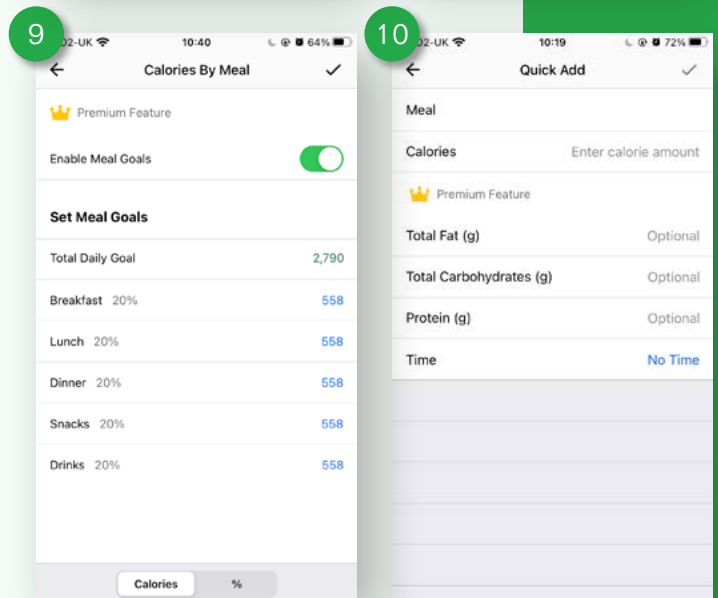 9
O2-UK 10:40 64%
Calories By Meal
Premium Feature
Enable Meal Goals
Set Meal Goals
Total Daily Goal 2,790
Breakfast 20% 558
Lunch 20% 558
Dinner 20% 558
Snacks 20% 558
Drinks 20% 558
Calories %
10
O2-UK 10:19 72%
Quick Add
Meal
Calories Enter calorie amount
Premium Feature
Total Fat (g) Optional
Total Carbohydrates (g) Optional
Protein (g) Optional
Time No Time